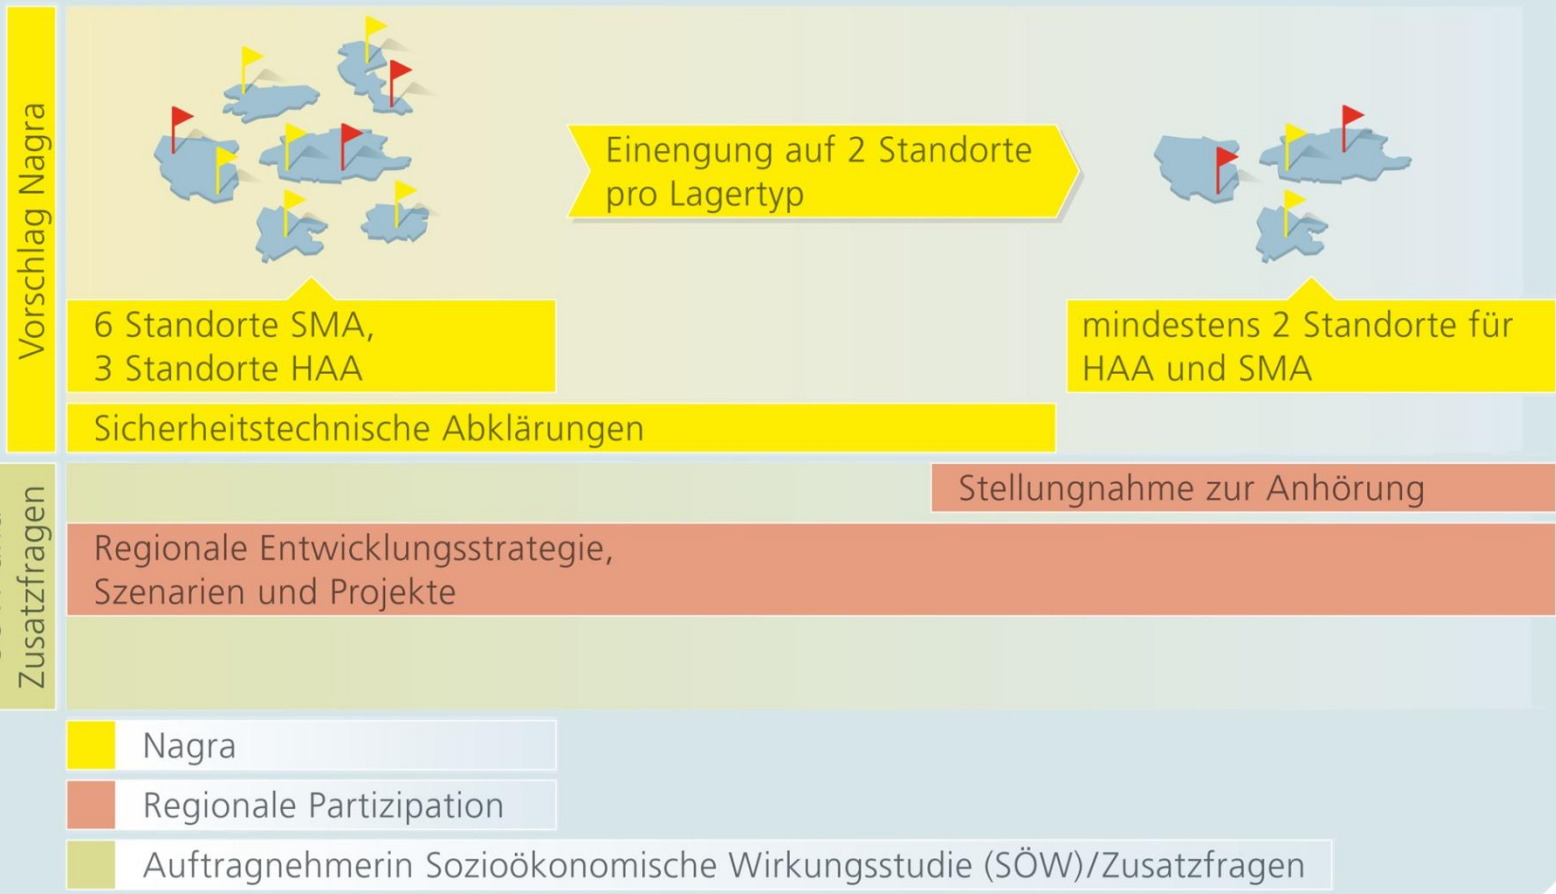 Vorschlag Nagra
Einengung auf 2 Standorte
pro Lagertyp
6 Standorte SMA,
3 Standorte HAA
mindestens 2 Standorte für
HAA und SMA
Sicherheitstechnische Abklärungen
Zusatzfragen
Stellungnahme zur Anhörung
Regionale Entwicklungsstrategie,
Szenarien und Projekte
Nagra
Regionale Partizipation
Auftragnehmerin Sozioökonomische Wirkungsstudie (SÖW)/Zusatzfragen